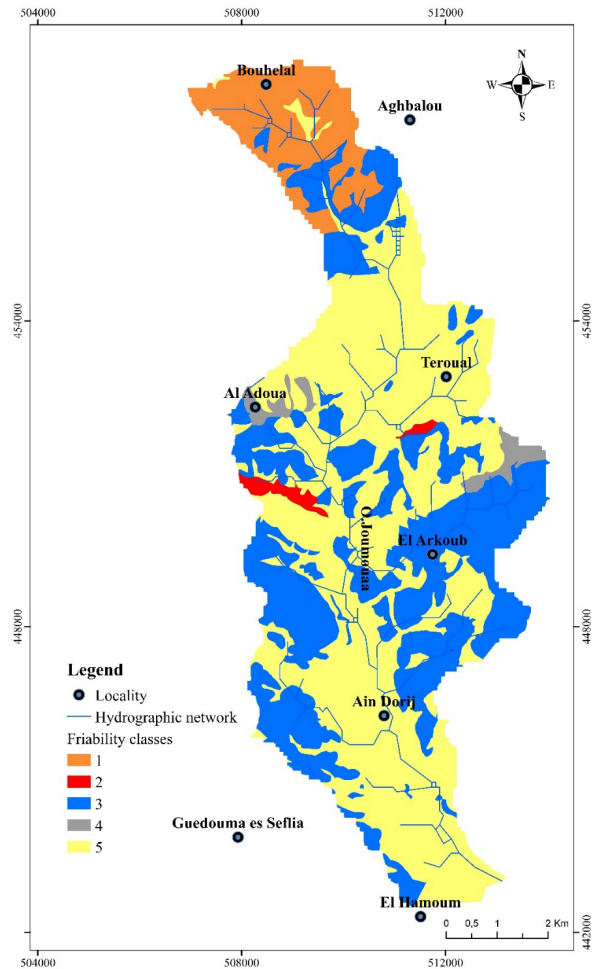 504000 508000 512000
N
W E
S
Bouhelal
Aghbalou
454000 454000
Teroual
Al Adoua
O.Joumouaa
El Arkoub
448000 448000
Legend
Locality
Hydrographic network
Friability classes
1
2
3
4
5
Ain Dorij
Guedouma es Seflia
El Hamoum
0 0,5 1 2 Km
442000
504000 508000 512000